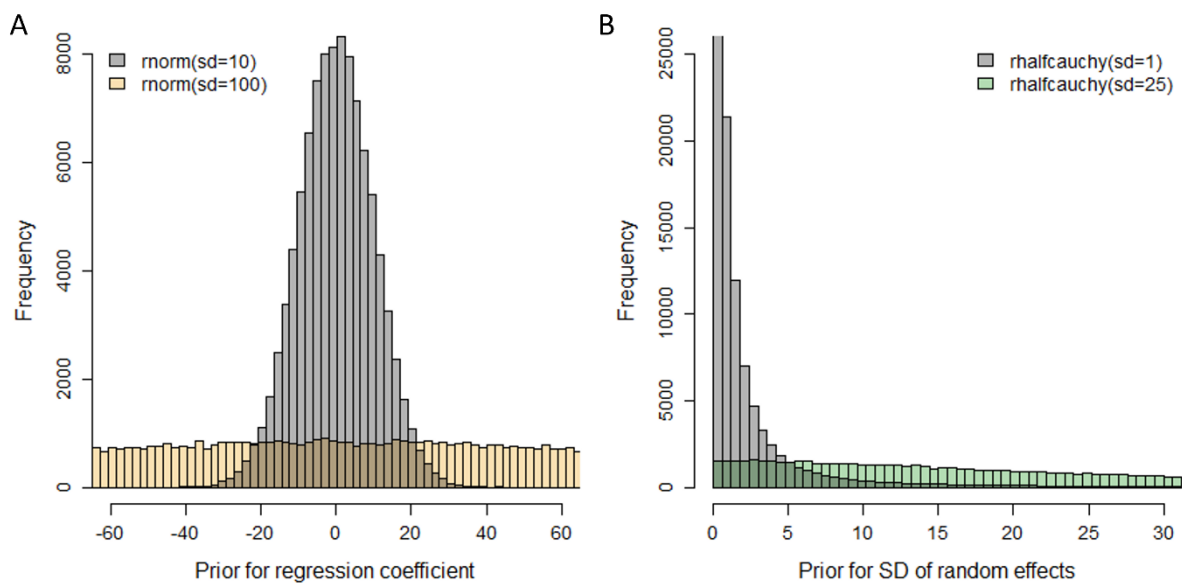 A
rnorm(sd=10)
rnorm(sd=100)
Frequency
0
2000
4000
6000
8000
-60
-40
-20
0
20
40
60
Prior for regression coefficient
B
rhalfcauchy(sd=1)
rhalfcauchy(sd=25)
Frequency
0
5000
10000
15000
20000
25000
0
5
10
15
20
25
30
Prior for SD of random effects